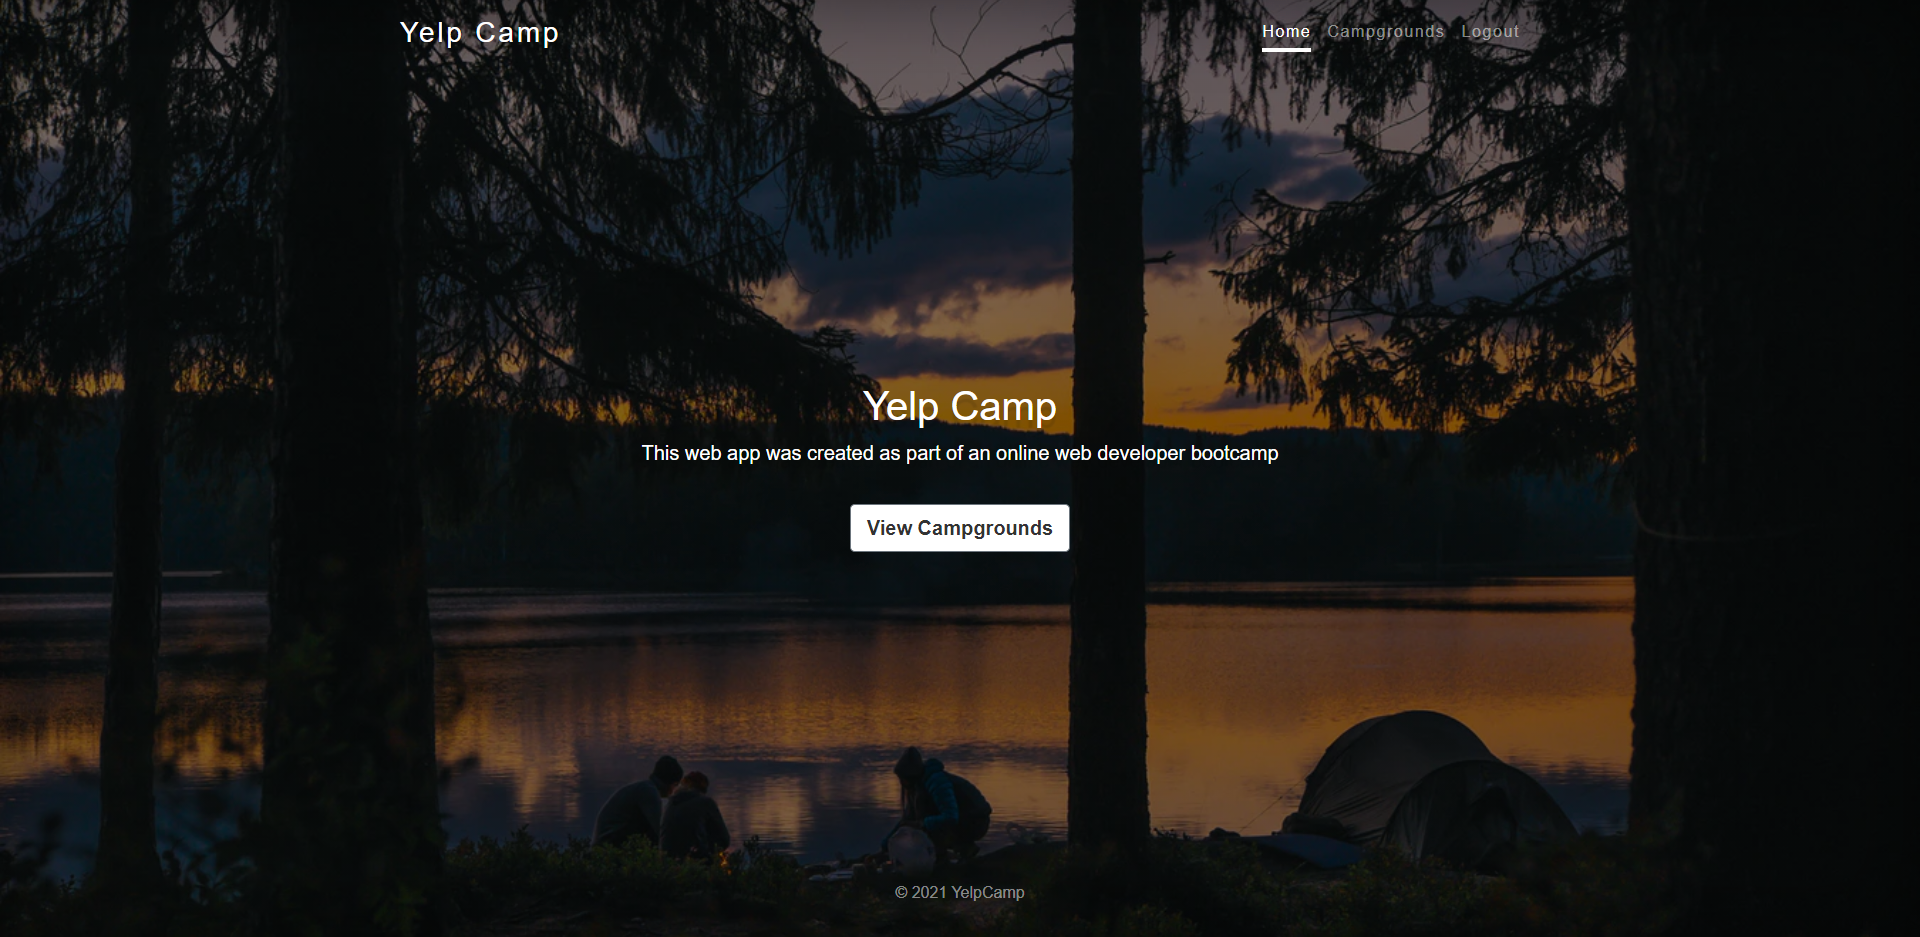 Yelp Camp
Home Campgrounds Logout
Yelp Camp
This web app was created as part of an online web developer bootcamp
View Campgrounds
© 2021 YelpCamp